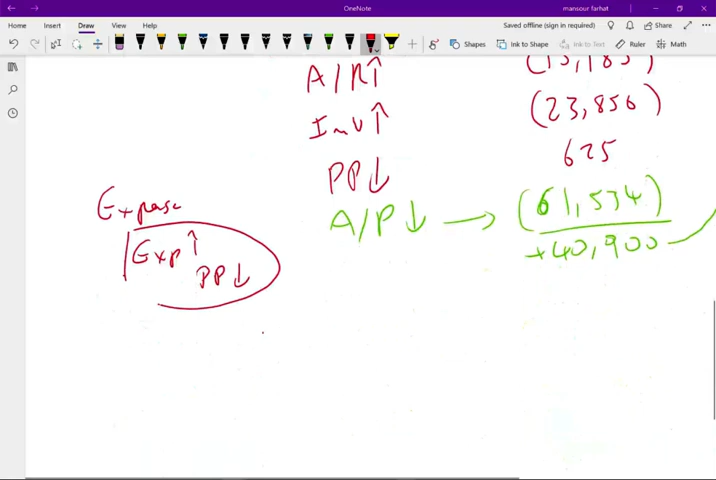 OneNote
mansour farhat
Home Insert Draw View Help
Saved offline (sign in required)
Share
Shapes
Ink to Shape
Ink to Text
Ruler
Math
A/R↑
Inv↑ (23,856)
PP↓ 625
A/P↓ → (61,534)
+40,900
Expense
Exp↑
PP↓